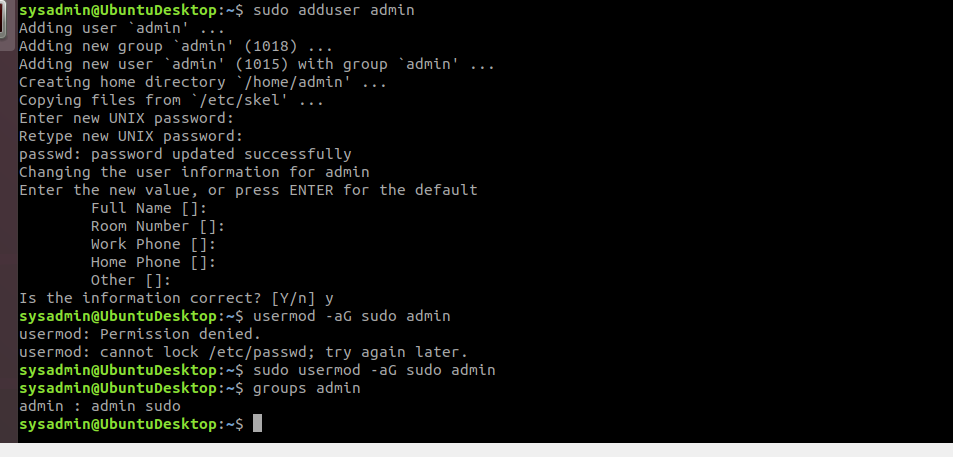 sysadmin@UbuntuDesktop:~$ sudo adduser admin
Adding user `admin' ...
Adding new group `admin' (1018) ...
Adding new user `admin' (1015) with group `admin' ...
Creating home directory `/home/admin' ...
Copying files from `/etc/skel' ...
Enter new UNIX password:
Retype new UNIX password:
passwd: password updated successfully
Changing the user information for admin
Enter the new value, or press ENTER for the default
        Full Name []:
        Room Number []:
        Work Phone []:
        Home Phone []:
        Other []:
Is the information correct? [Y/n] y
sysadmin@UbuntuDesktop:~$ usermod -aG sudo admin
usermod: Permission denied.
usermod: cannot lock /etc/passwd; try again later.
sysadmin@UbuntuDesktop:~$ sudo usermod -aG sudo admin
sysadmin@UbuntuDesktop:~$ groups admin
admin : admin sudo
sysadmin@UbuntuDesktop:~$